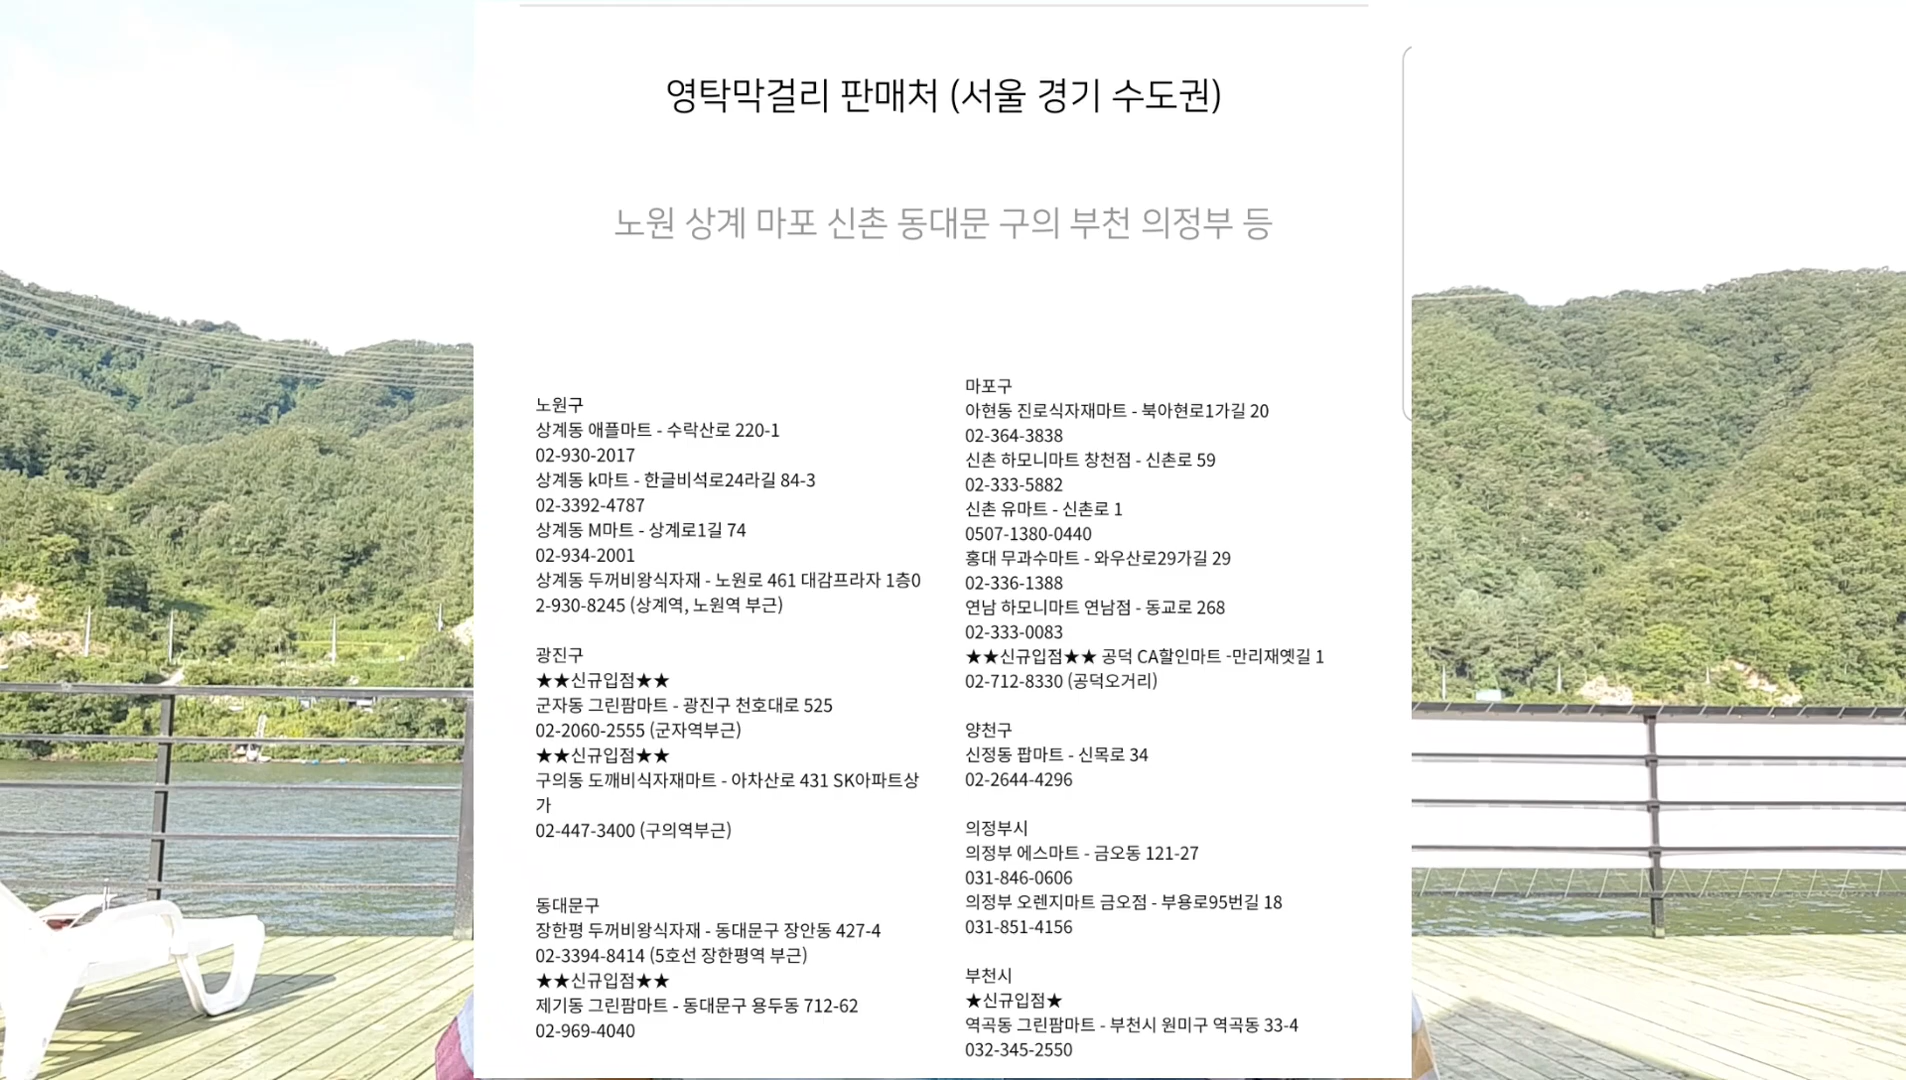 영탁막걸리 판매처 (서울 경기 수도권)
노원 상계 마포 신촌 동대문 구의 부천 의정부 등
노원구
상계동 애플마트 - 수락산로 220-1
02-930-2017
상계동 k마트 - 한글비석로24라길 84-3
02-3392-4787
상계동 M마트 - 상계로1길 74
02-934-2001
상계동 두꺼비왕식자재 - 노원로 461 대감프라자 1층0
2-930-8245 (상계역, 노원역 부근)
광진구
★★신규입점★★
군자동 그린팜마트 - 광진구 천호대로 525
02-2060-2555 (군자역부근)
★★신규입점★★
구의동 도깨비식자재마트 - 아차산로 431 SK아파트상
가
02-447-3400 (구의역부근)
동대문구
장한평 두꺼비왕식자재 - 동대문구 장안동 427-4
02-3394-8414 (5호선 장한평역 부근)
★★신규입점★★
제기동 그린팜마트 - 동대문구 용두동 712-62
02-969-4040
마포구
아현동 진로식자재마트 - 북아현로1가길 20
02-364-3838
신촌 하모니마트 창천점 - 신촌로 59
02-333-5882
신촌 유마트 - 신촌로 1
0507-1380-0440
홍대 무과수마트 - 와우산로29가길 29
02-336-1388
연남 하모니마트 연남점 - 동교로 268
02-333-0083
★★신규입점★★ 공덕 CA할인마트 -만리재옛길 1
02-712-8330 (공덕오거리)
양천구
신정동 팝마트 - 신목로 34
02-2644-4296
의정부시
의정부 에스마트 - 금오동 121-27
031-846-0606
의정부 오렌지마트 금오점 - 부용로95번길 18
031-851-4156
부천시
★신규입점★
역곡동 그린팜마트 - 부천시 원미구 역곡동 33-4
032-345-2550